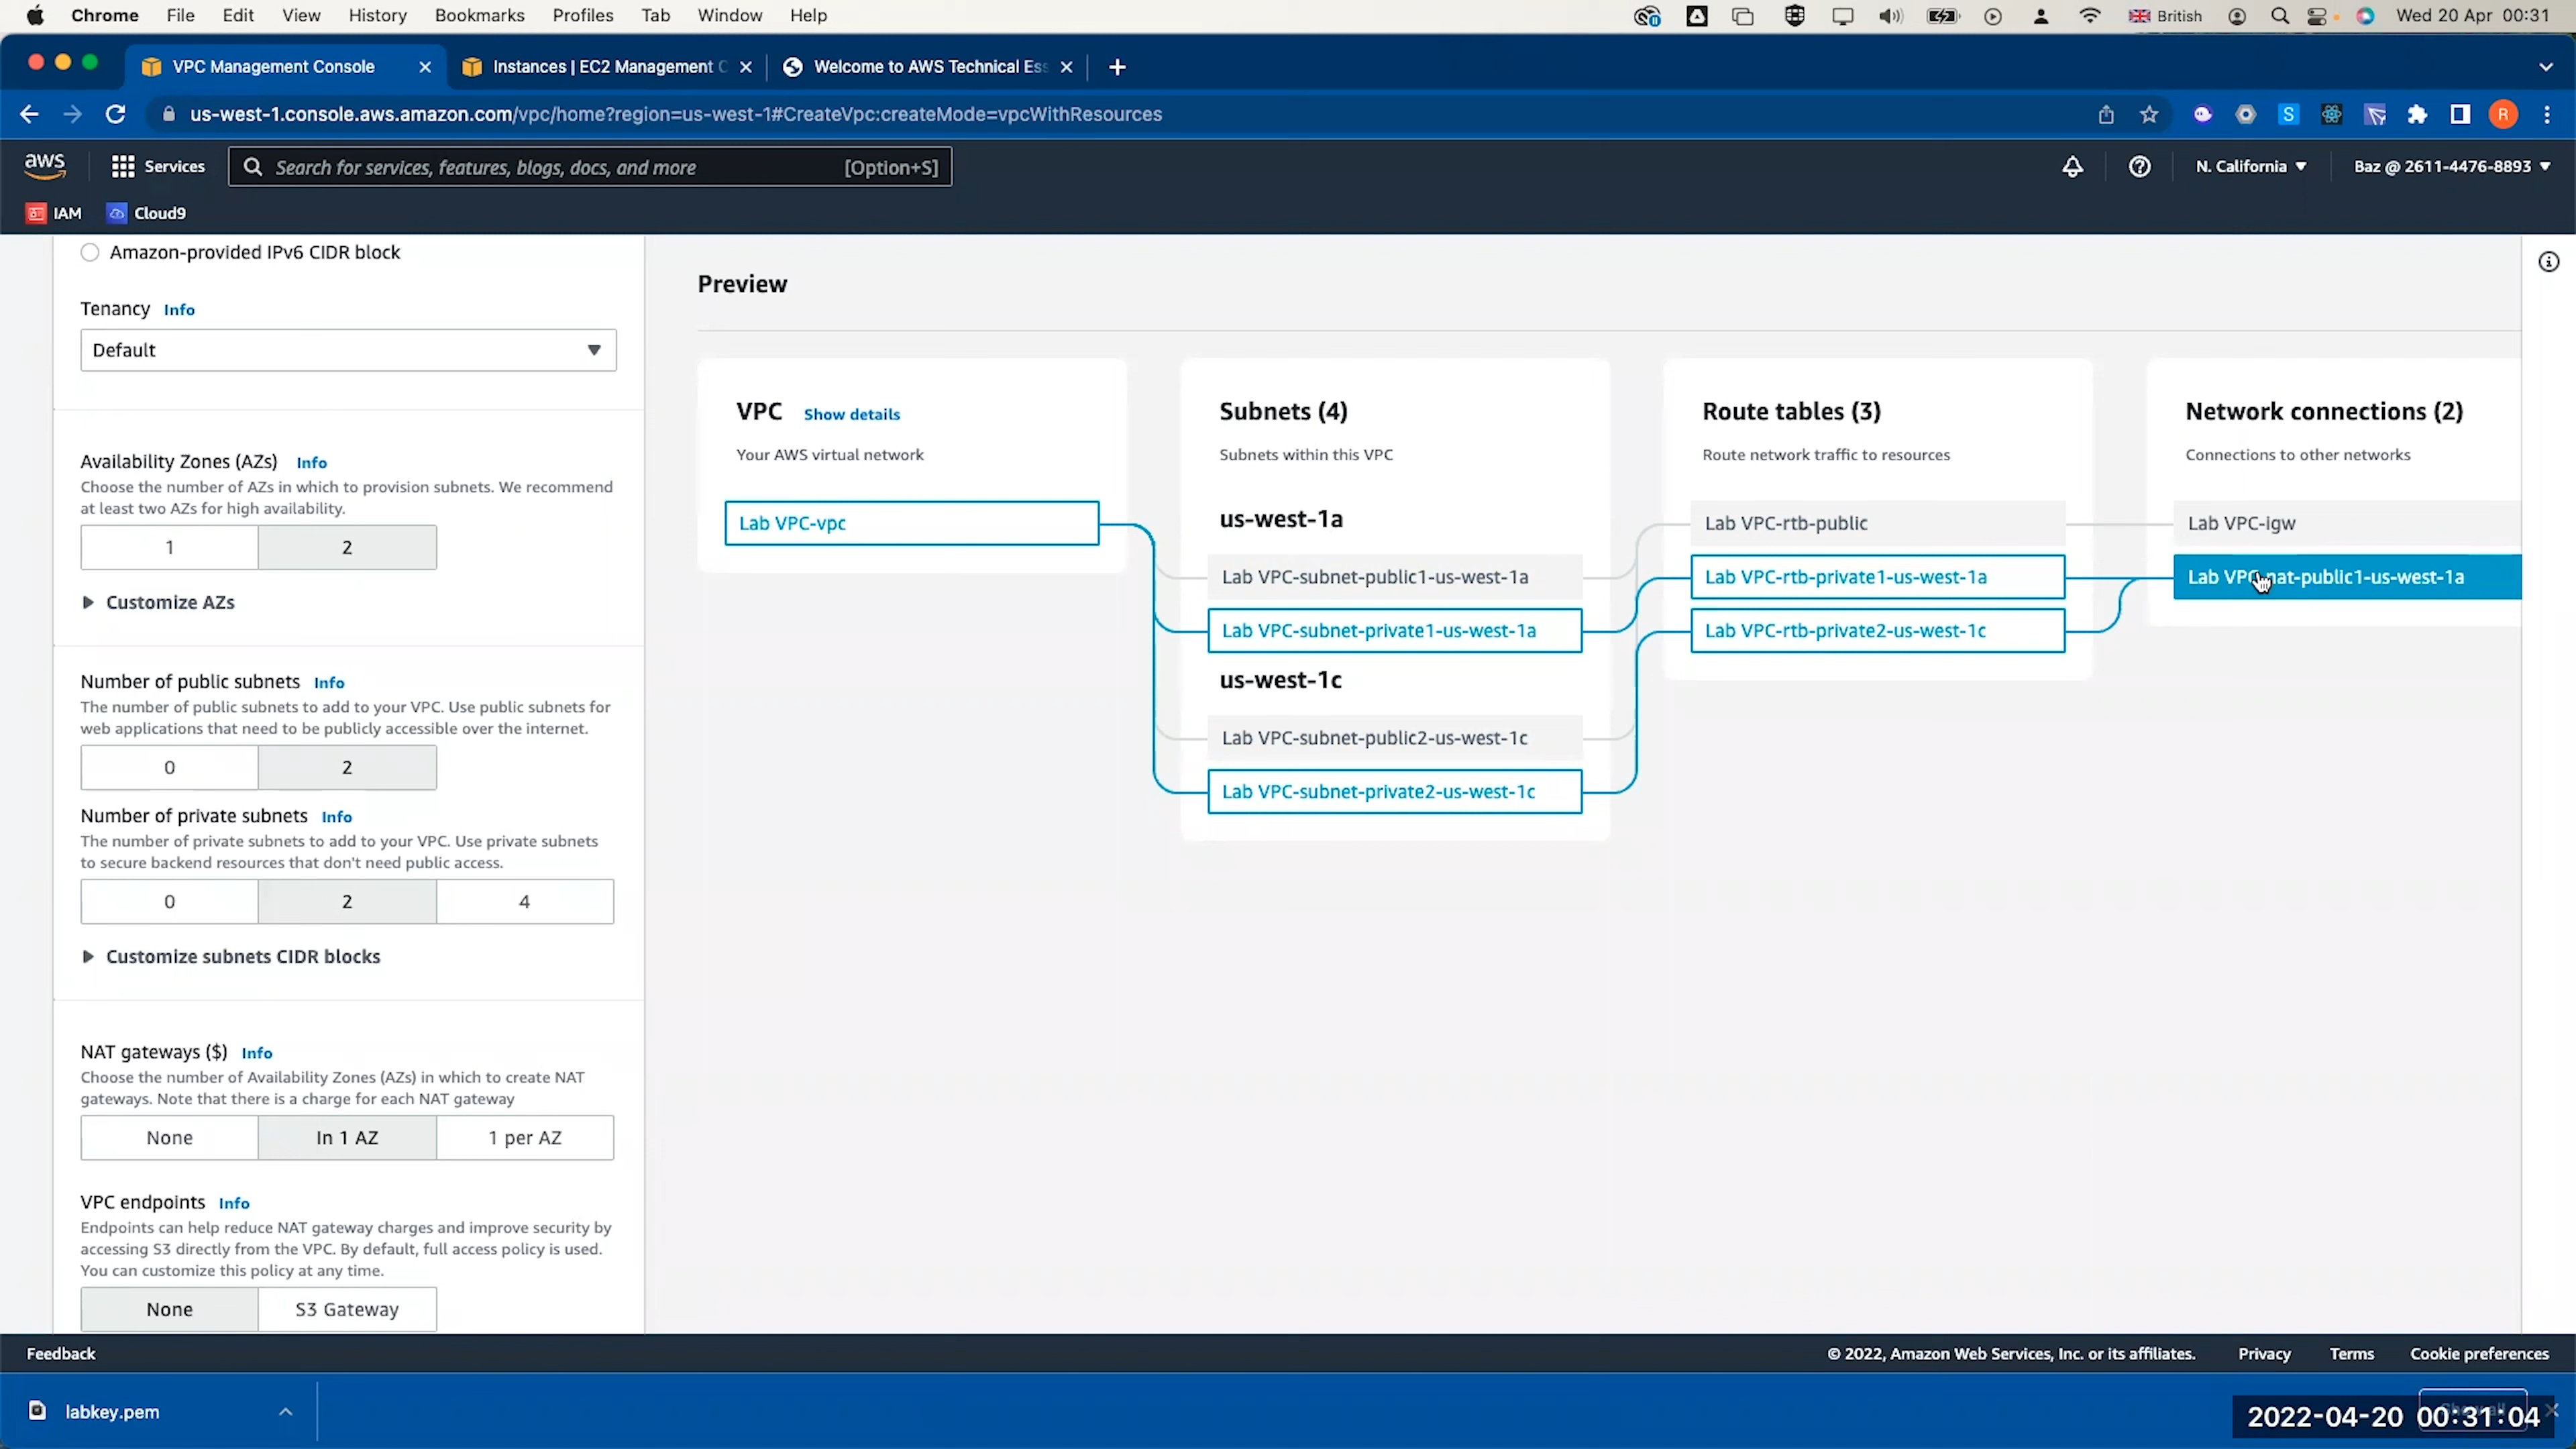 Chrome File Edit View History Bookmarks Profiles Tab Window Help
British Wed 20 Apr 00:31
VPC Management Console
Instances | EC2 Management C
Welcome to AWS Technical Ess
us-west-1.console.aws.amazon.com/vpc/home?region=us-west-1#CreateVpc:createMode=vpcWithResources
S
R
aws
Services
Search for services, features, blogs, docs, and more [Option+S]
N. California
Baz @ 2611-4476-8893
IAM
Cloud9
Amazon-provided IPv6 CIDR block
Tenancy Info
Default
Availability Zones (AZs) Info
Choose the number of AZs in which to provision subnets. We recommend
at least two AZs for high availability.
1 2
Customize AZs
Number of public subnets Info
The number of public subnets to add to your VPC. Use public subnets for
web applications that need to be publicly accessible over the internet.
0 2
Number of private subnets Info
The number of private subnets to add to your VPC. Use private subnets
to secure backend resources that don't need public access.
0 2 4
Customize subnets CIDR blocks
NAT gateways ($) Info
Choose the number of Availability Zones (AZs) in which to create NAT
gateways. Note that there is a charge for each NAT gateway
None In 1 AZ 1 per AZ
VPC endpoints Info
Endpoints can help reduce NAT gateway charges and improve security by
accessing S3 directly from the VPC. By default, full access policy is used.
You can customize this policy at any time.
None S3 Gateway
Preview
VPC Show details
Your AWS virtual network
Lab VPC-vpc
Subnets (4)
Subnets within this VPC
us-west-1a
Lab VPC-subnet-public1-us-west-1a
Lab VPC-subnet-private1-us-west-1a
us-west-1c
Lab VPC-subnet-public2-us-west-1c
Lab VPC-subnet-private2-us-west-1c
Route tables (3)
Route network traffic to resources
Lab VPC-rtb-public
Lab VPC-rtb-private1-us-west-1a
Lab VPC-rtb-private2-us-west-1c
Network connections (2)
Connections to other networks
Lab VPC-igw
Lab VPC-nat-public1-us-west-1a
Feedback
© 2022, Amazon Web Services, Inc. or its affiliates. Privacy Terms Cookie preferences
labkey.pem
2022-04-20 00:31:04